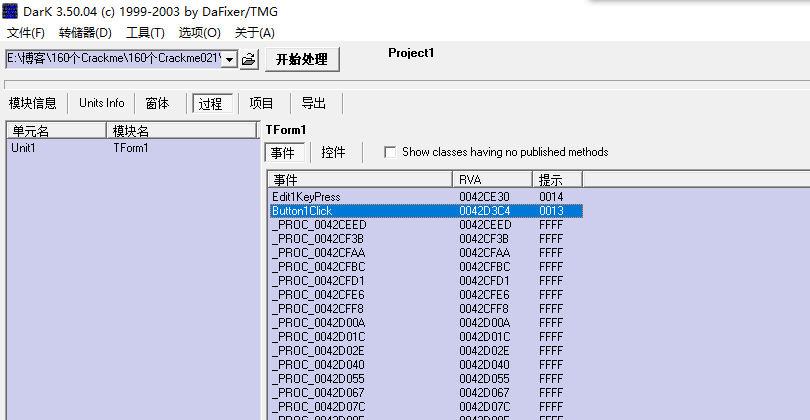 DarK 3.50.04 (c) 1999-2003 by DaFixer/TMG
文件(F) 转储器(D) 工具(T) 选项(O) 关于(A)
E:\博客\160个Crackme\160个Crackme021\ 开始处理 Project1
模块信息 Units Info 窗体 过程 项目 导出
单元名 模块名
Unit1 TForm1
TForm1
事件 控件 Show classes having no published methods
事件 RVA 提示
Edit1KeyPress 0042CE30 0014
Button1Click 0042D3C4 0013
_PROC_0042CEED 0042CEED FFFF
_PROC_0042CF3B 0042CF3B FFFF
_PROC_0042CFAA 0042CFAA FFFF
_PROC_0042CFBC 0042CFBC FFFF
_PROC_0042CFD1 0042CFD1 FFFF
_PROC_0042CFE6 0042CFE6 FFFF
_PROC_0042CFF8 0042CFF8 FFFF
_PROC_0042D00A 0042D00A FFFF
_PROC_0042D01C 0042D01C FFFF
_PROC_0042D02E 0042D02E FFFF
_PROC_0042D040 0042D040 FFFF
_PROC_0042D055 0042D055 FFFF
_PROC_0042D067 0042D067 FFFF
_PROC_0042D07C 0042D07C FFFF